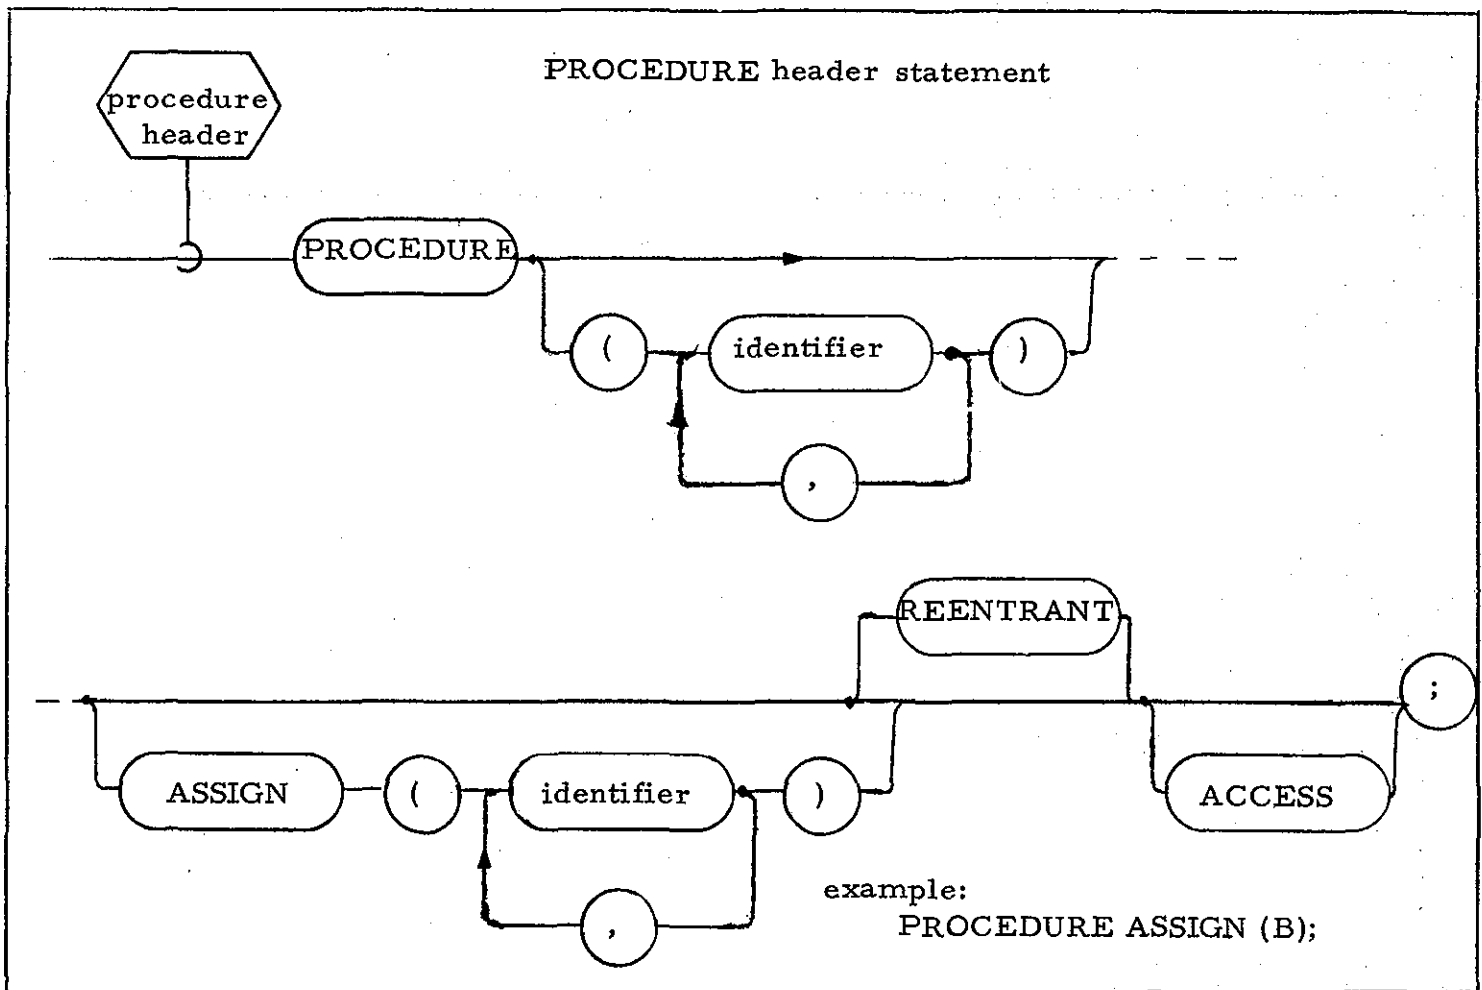 PROCEDURE header statement
procedure
header
PROCEDURE
( identifier )
,
REENTRANT
;
ASSIGN ( identifier ) ACCESS
,
example:
PROCEDURE ASSIGN (B);